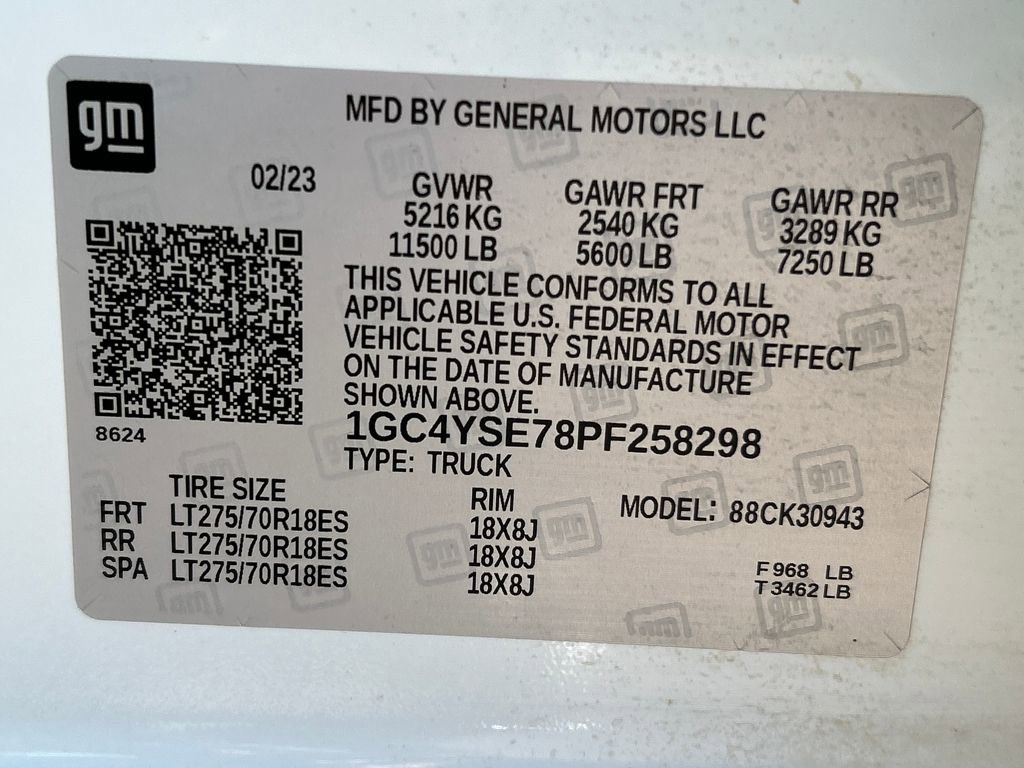 gm
MFD BY GENERAL MOTORS LLC
02/23
GVWR GAWR FRT GAWR RR
5216 KG 2540 KG 3289 KG
11500 LB 5600 LB 7250 LB
THIS VEHICLE CONFORMS TO ALL
APPLICABLE U.S. FEDERAL MOTOR
VEHICLE SAFETY STANDARDS IN EFFECT
ON THE DATE OF MANUFACTURE
SHOWN ABOVE.
8624
1GC4YSE78PF258298
TYPE: TRUCK
TIRE SIZE RIM MODEL: 88CK30943
FRT LT275/70R18ES 18X8J
RR LT275/70R18ES 18X8J
SPA LT275/70R18ES 18X8J
F 968 LB
T 3462 LB